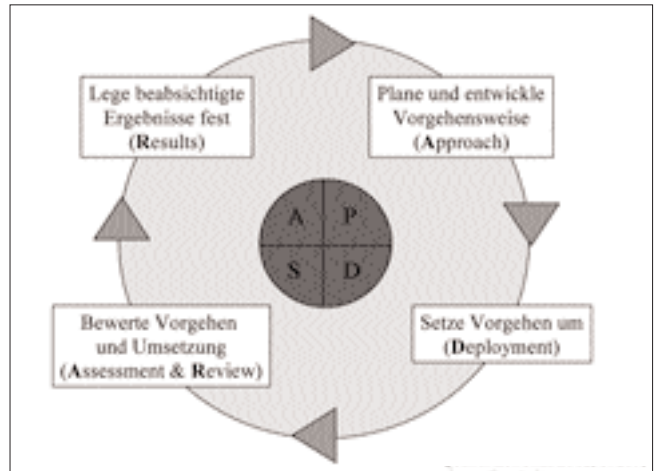 Lege beabsichtigte
Ergebnisse fest
(Results)
Plane und entwickle
Vorgehensweise
(Approach)
A P
S D
Bewerte Vorgehen
und Umsetzung
(Assessment & Review)
Setze Vorgehen um
(Deployment)